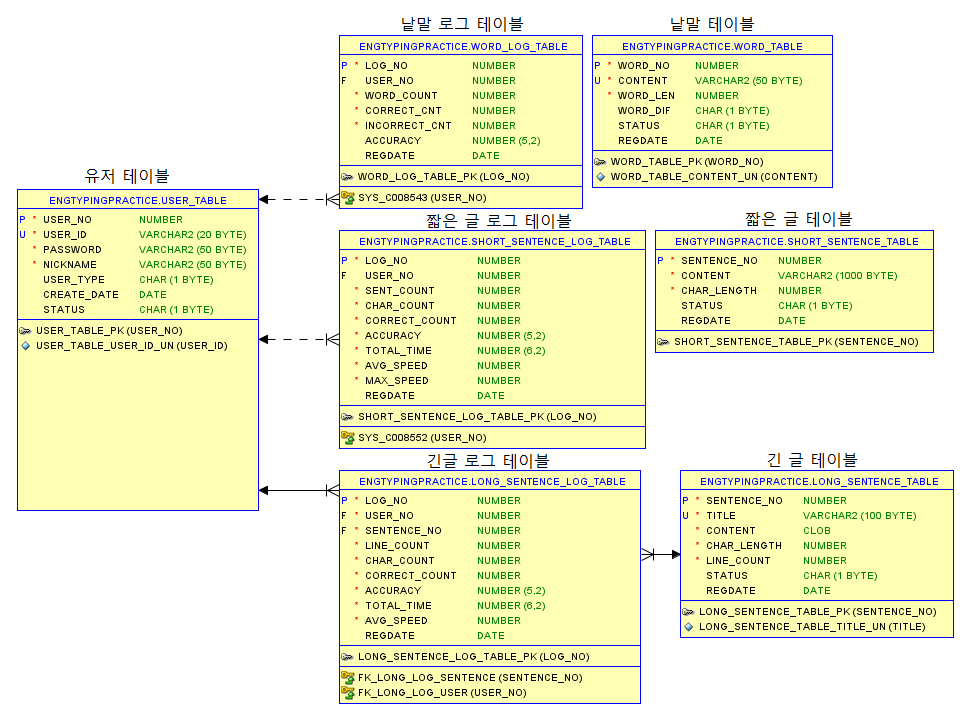 낱말 로그 테이블
ENGTYPINGPRACTICE.WORD_LOG_TABLE
P * LOG_NO NUMBER
F USER_NO NUMBER
* WORD_COUNT NUMBER
* CORRECT_CNT NUMBER
* INCORRECT_CNT NUMBER
ACCURACY NUMBER (5,2)
REGDATE DATE
WORD_LOG_TABLE_PK (LOG_NO)
SYS_C008543 (USER_NO)
낱말 테이블
ENGTYPINGPRACTICE.WORD_TABLE
P * WORD_NO NUMBER
U * CONTENT VARCHAR2 (50 BYTE)
* WORD_LEN NUMBER
WORD_DIF CHAR (1 BYTE)
STATUS CHAR (1 BYTE)
REGDATE DATE
WORD_TABLE_PK (WORD_NO)
WORD_TABLE_CONTENT_UN (CONTENT)
유저 테이블
ENGTYPINGPRACTICE.USER_TABLE
P * USER_NO NUMBER
U * USER_ID VARCHAR2 (20 BYTE)
* PASSWORD VARCHAR2 (50 BYTE)
* NICKNAME VARCHAR2 (50 BYTE)
USER_TYPE CHAR (1 BYTE)
CREATE_DATE DATE
STATUS CHAR (1 BYTE)
USER_TABLE_PK (USER_NO)
USER_TABLE_USER_ID_UN (USER_ID)
짧은 글 로그 테이블
ENGTYPINGPRACTICE.SHORT_SENTENCE_LOG_TABLE
P * LOG_NO NUMBER
F USER_NO NUMBER
* SENT_COUNT NUMBER
* CHAR_COUNT NUMBER
* CORRECT_COUNT NUMBER
* ACCURACY NUMBER (5,2)
* TOTAL_TIME NUMBER (6,2)
* AVG_SPEED NUMBER
* MAX_SPEED NUMBER
REGDATE DATE
SHORT_SENTENCE_LOG_TABLE_PK (LOG_NO)
SYS_C008552 (USER_NO)
짧은 글 테이블
ENGTYPINGPRACTICE.SHORT_SENTENCE_TABLE
P * SENTENCE_NO NUMBER
* CONTENT VARCHAR2 (1000 BYTE)
* CHAR_LENGTH NUMBER
STATUS CHAR (1 BYTE)
REGDATE DATE
SHORT_SENTENCE_TABLE_PK (SENTENCE_NO)
긴글 로그 테이블
ENGTYPINGPRACTICE.LONG_SENTENCE_LOG_TABLE
P * LOG_NO NUMBER
F * USER_NO NUMBER
F * SENTENCE_NO NUMBER
* LINE_COUNT NUMBER
* CHAR_COUNT NUMBER
* CORRECT_COUNT NUMBER
* ACCURACY NUMBER (5,2)
* TOTAL_TIME NUMBER (6,2)
* AVG_SPEED NUMBER
REGDATE DATE
LONG_SENTENCE_LOG_TABLE_PK (LOG_NO)
FK_LONG_LOG_SENTENCE (SENTENCE_NO)
FK_LONG_LOG_USER (USER_NO)
긴 글 테이블
ENGTYPINGPRACTICE.LONG_SENTENCE_TABLE
P * SENTENCE_NO NUMBER
U * TITLE VARCHAR2 (100 BYTE)
* CONTENT CLOB
* CHAR_LENGTH NUMBER
* LINE_COUNT NUMBER
STATUS CHAR (1 BYTE)
REGDATE DATE
LONG_SENTENCE_TABLE_PK (SENTENCE_NO)
LONG_SENTENCE_TABLE_TITLE_UN (TITLE)